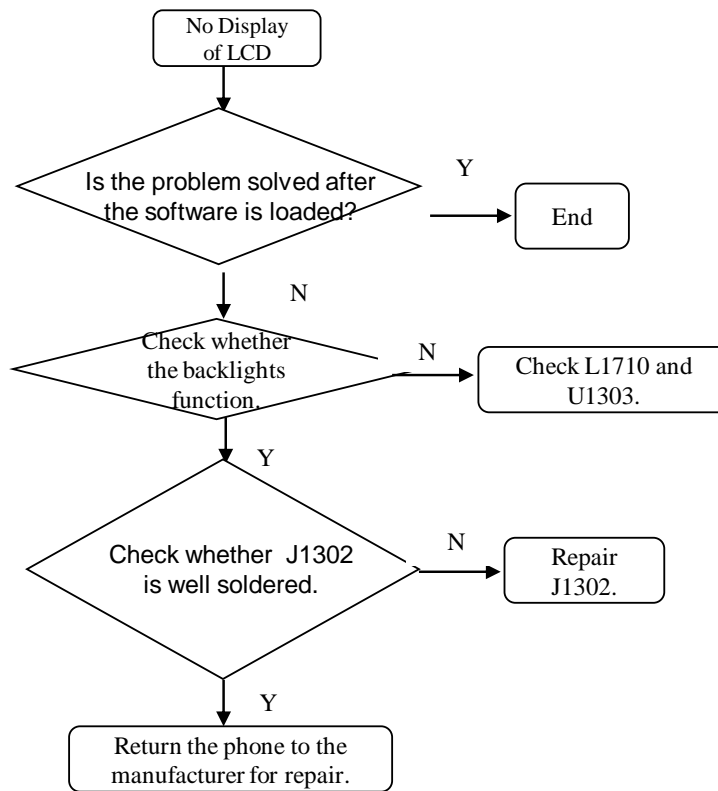 No Display
of LCD
Is the problem solved after
the software is loaded?
Y
End
N
Check whether
the backlights
function.
N
Check L1710 and
U1303.
Y
Check whether J1302
is well soldered.
N
Repair
J1302.
Y
Return the phone to the
manufacturer for repair.